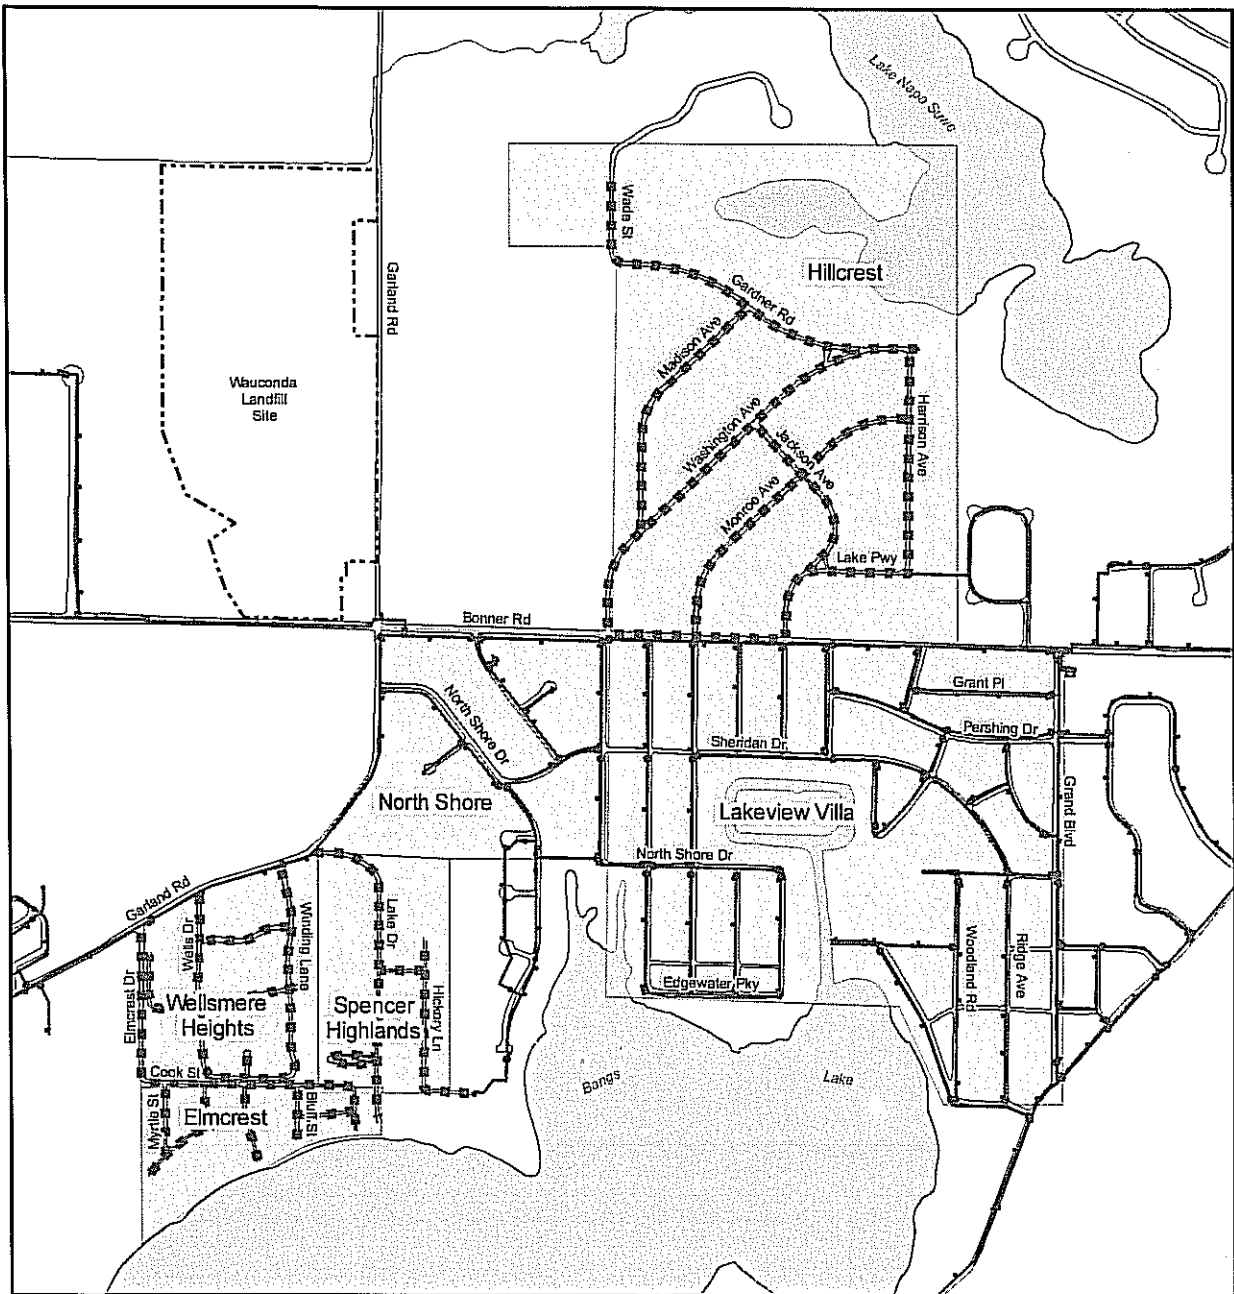 Lake Napa Suwe
Wade St
Hillcrest
Garland Rd
Gardner Rd
Madison Ave
Wauconda
Landfill
Site
Harrison Ave
Washington Ave
Jackson Ave
Monroe Ave
Lake Pwy
Bonner Rd
Grant Pl
North Shore Dr
Pershing Dr
Sheridan Dr
Grand Blvd
North Shore
Lakeview Villa
North Shore Dr
Garland Rd
Wells Dr
Winding Lane
Lake Dr
Woodland Rd
Ridge Ave
Elmcrest Dr
Wellsmere
Heights
Spencer
Highlands
Hickory Ln
Edgewater Pky
Cook St
Bangs
Lake
Myrtle St
Elmcrest
Bluff St